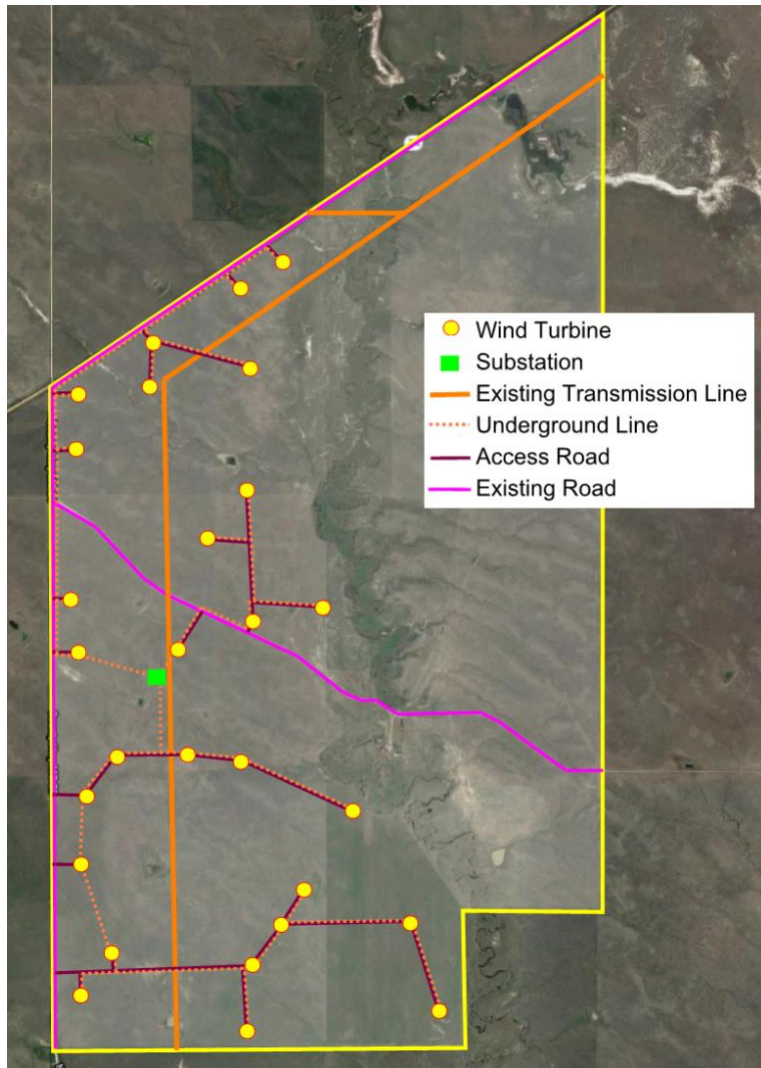 Wind Turbine
Substation
Existing Transmission Line
Underground Line
Access Road
Existing Road